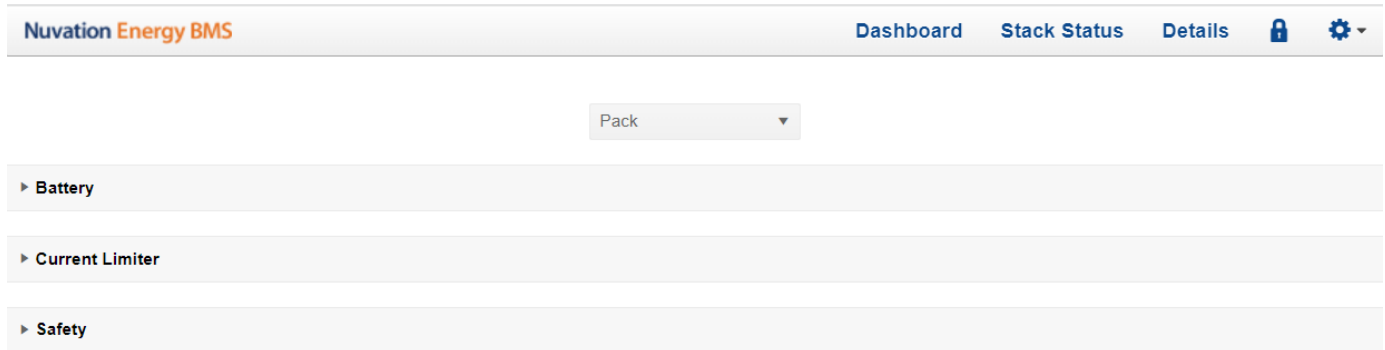 Nuvation Energy BMS Dashboard Stack Status Details
Pack
Battery
Current Limiter
Safety